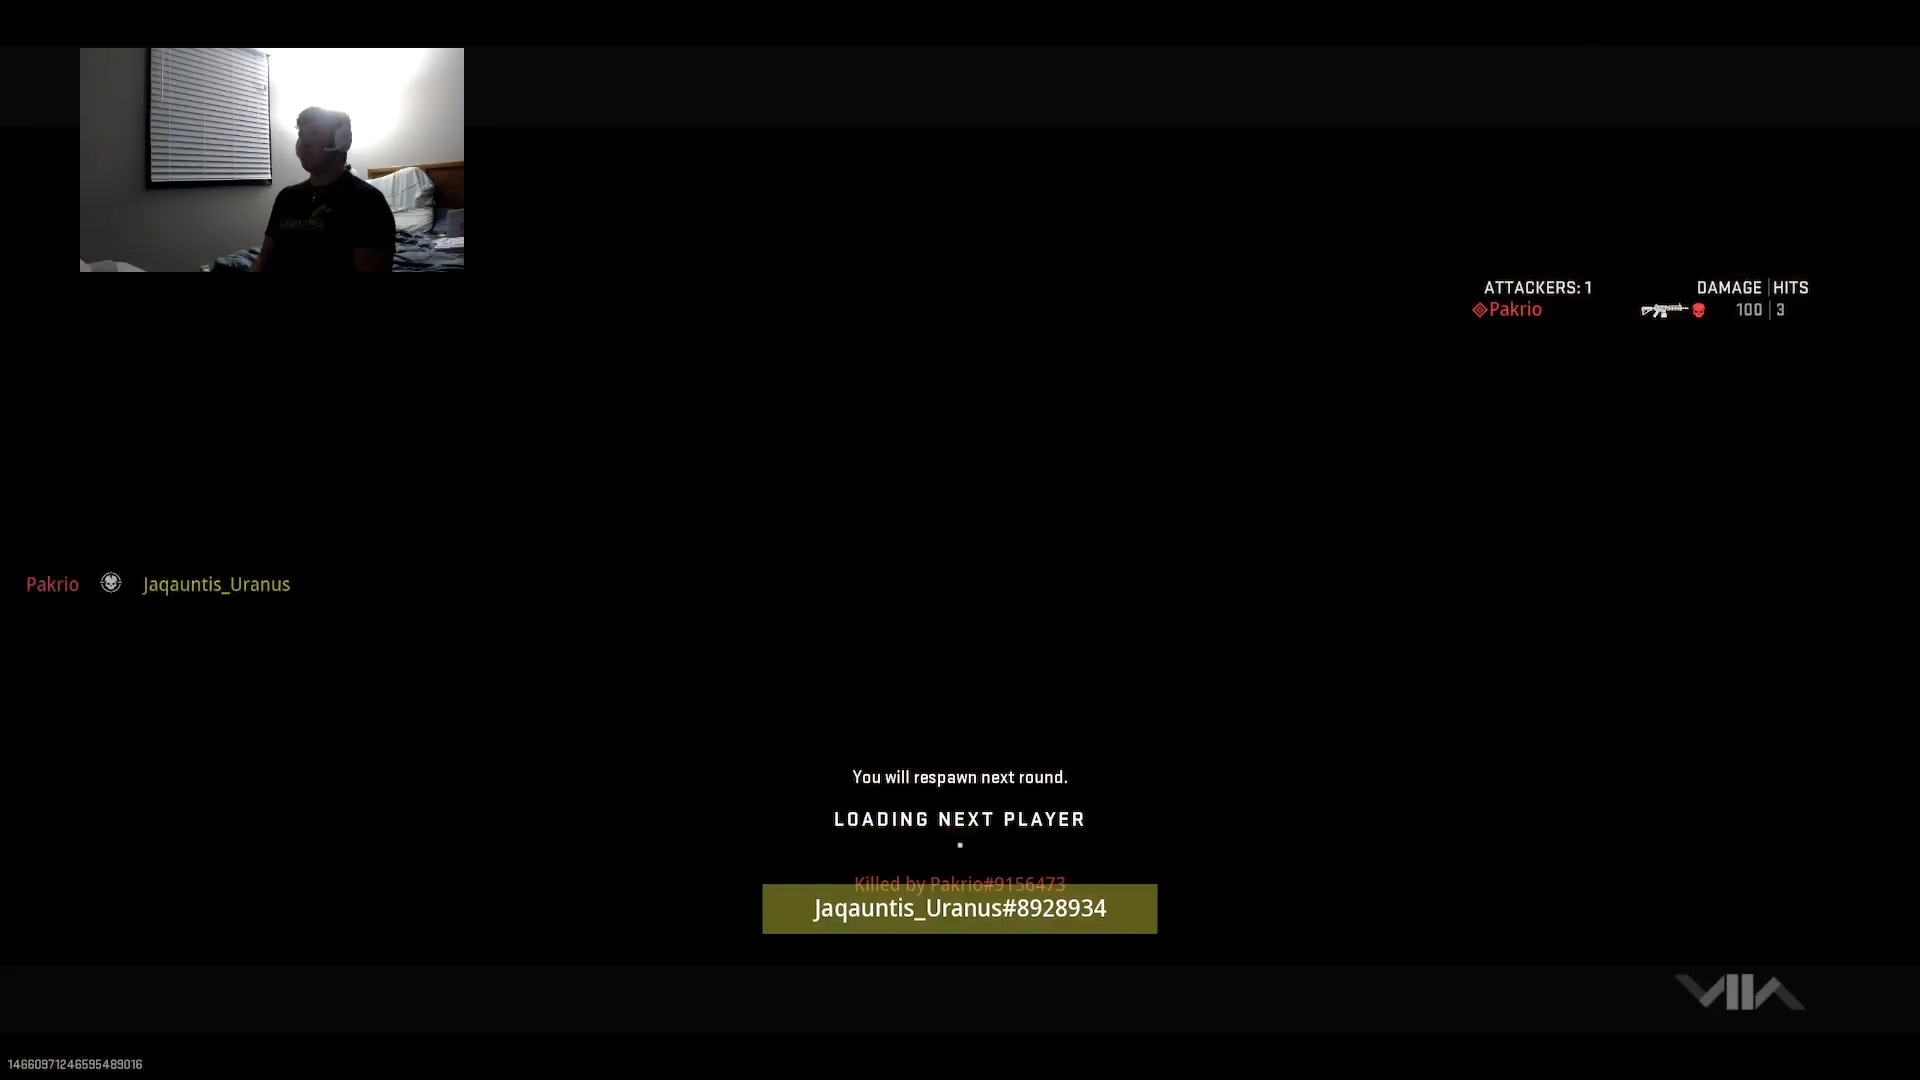 ATTACKERS: 1 DAMAGE HITS
Pakrio 100 3
Pakrio Jaqauntis_Uranus
You will respawn next round.
LOADING NEXT PLAYER
Killed by Pakrio#9156473
Jaqauntis_Uranus#8928934
14660971246595489016